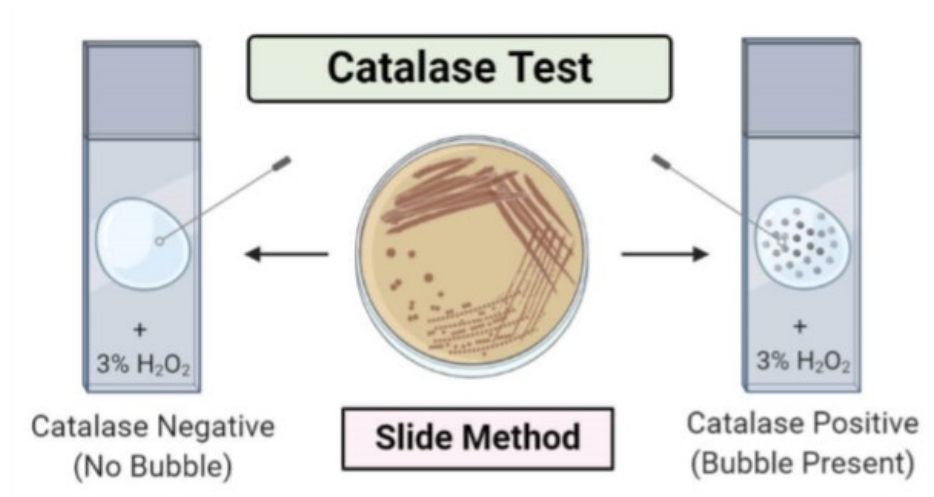 Catalase Test
+
3% H₂O₂
Catalase Negative
(No Bubble)
Slide Method
+
3% H₂O₂
Catalase Positive
(Bubble Present)